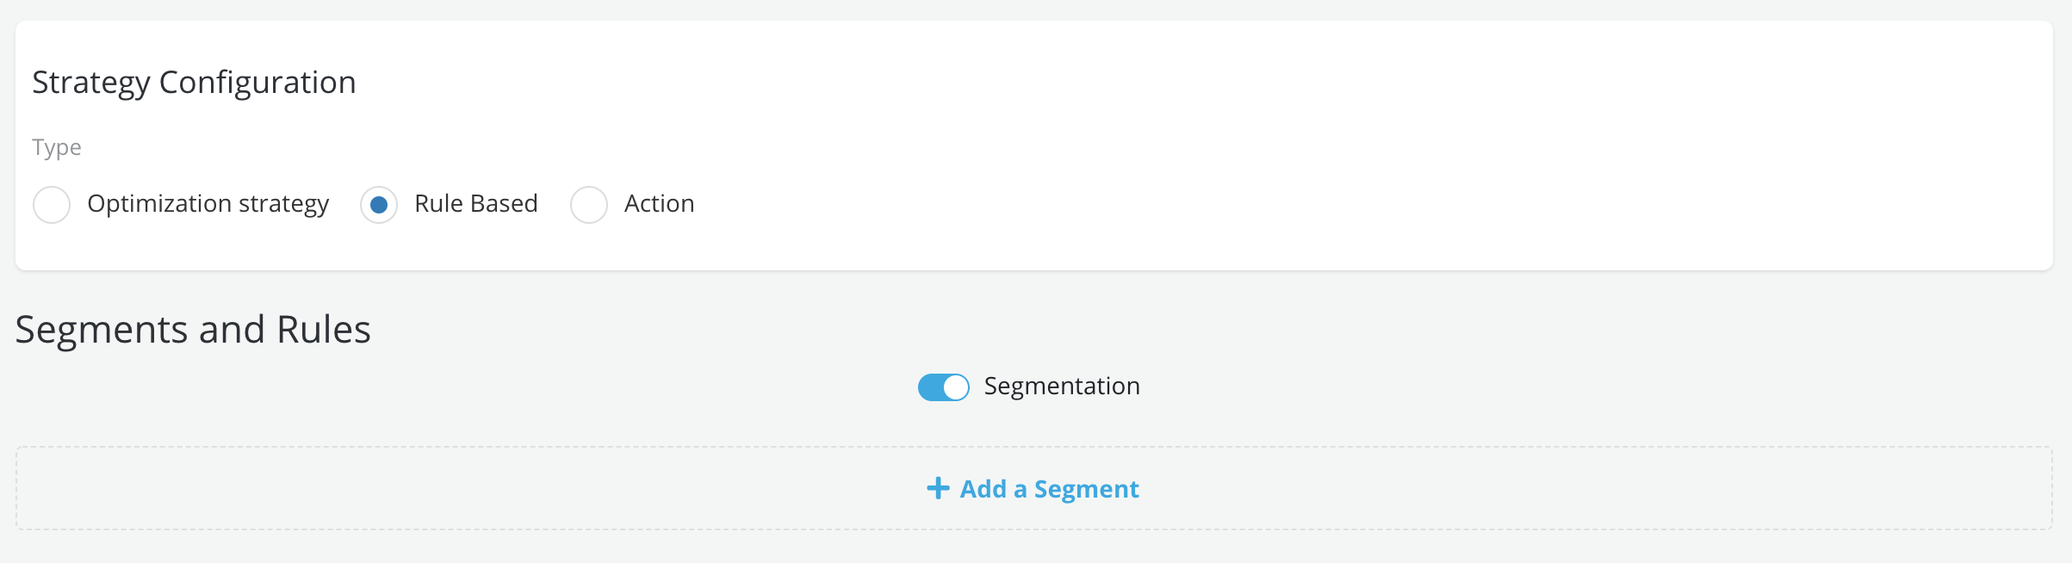 Strategy Configuration
Type
Optimization strategy Rule Based Action
Segments and Rules
Segmentation
Add a Segment